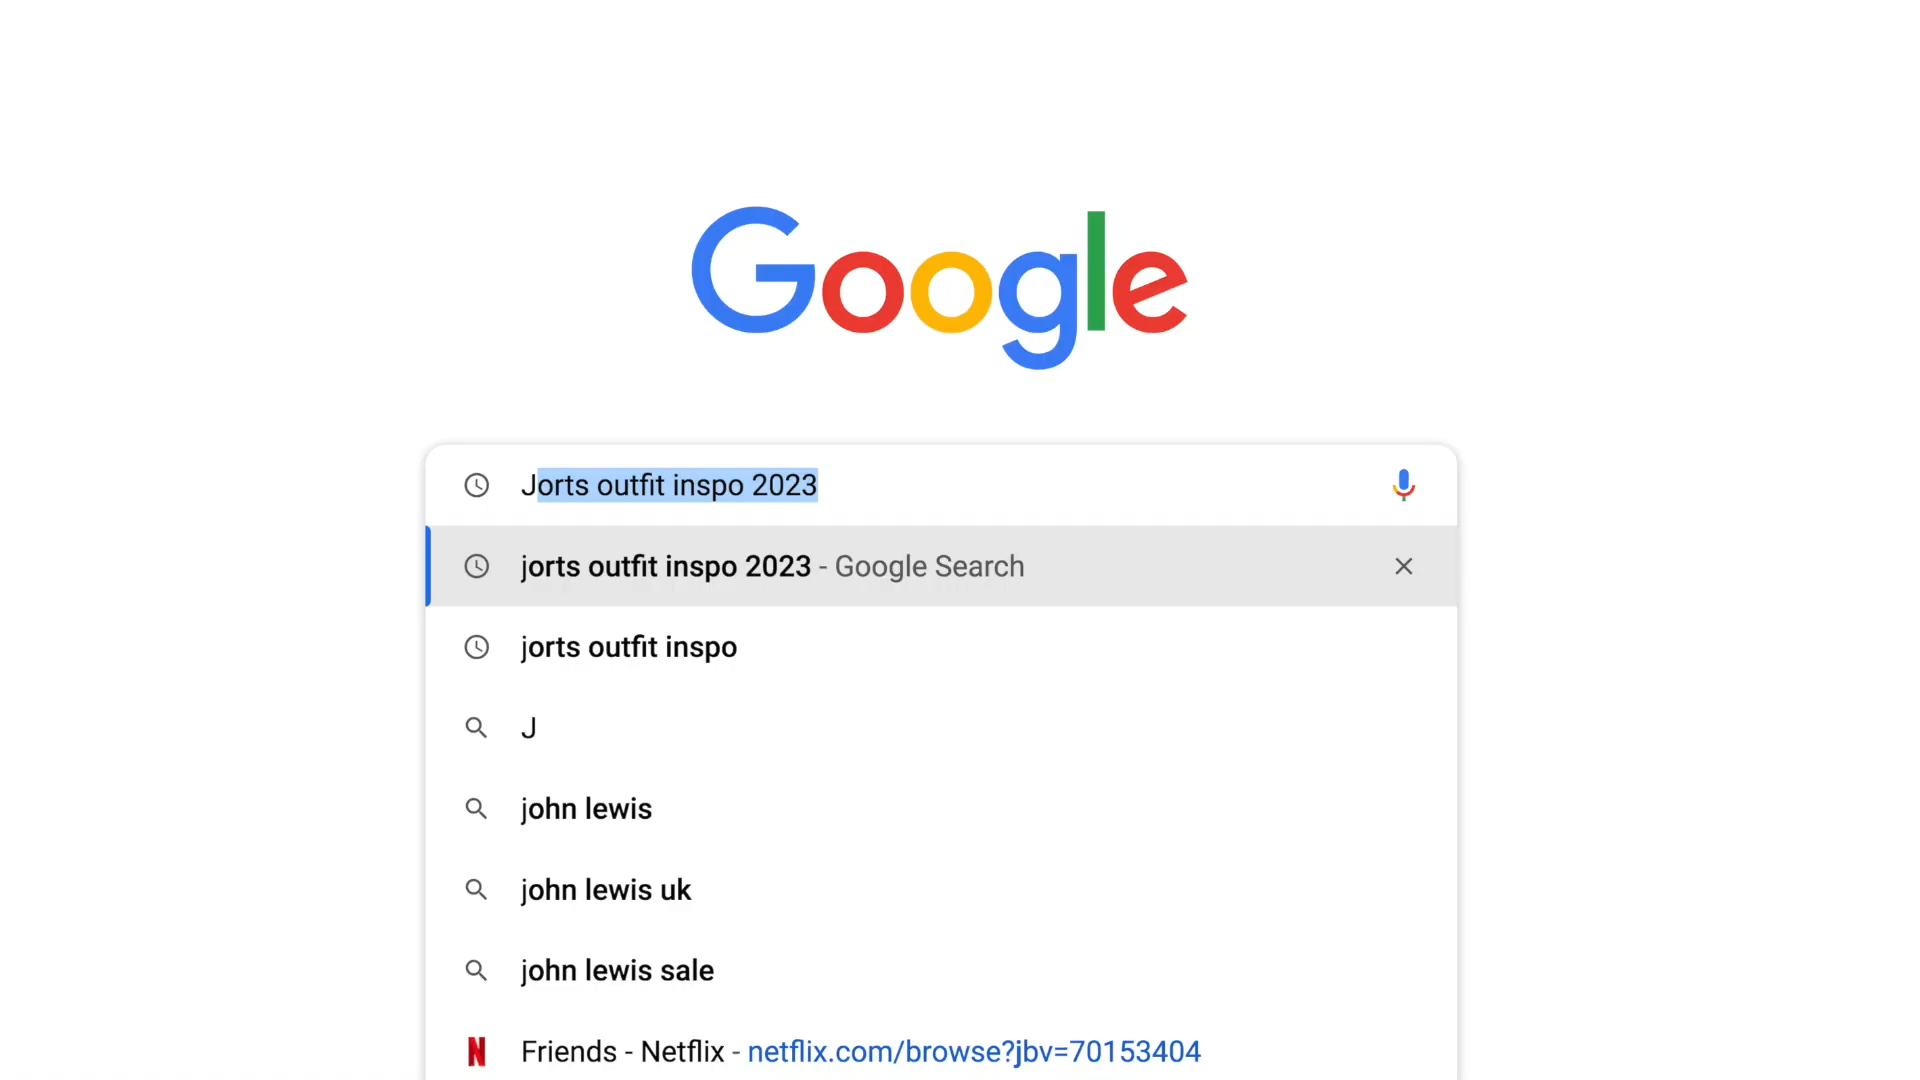 Google
Jorts outfit inspo 2023
jorts outfit inspo 2023 - Google Search
jorts outfit inspo
J
john lewis
john lewis uk
john lewis sale
N Friends - Netflix - netflix.com/browse?jbv=70153404